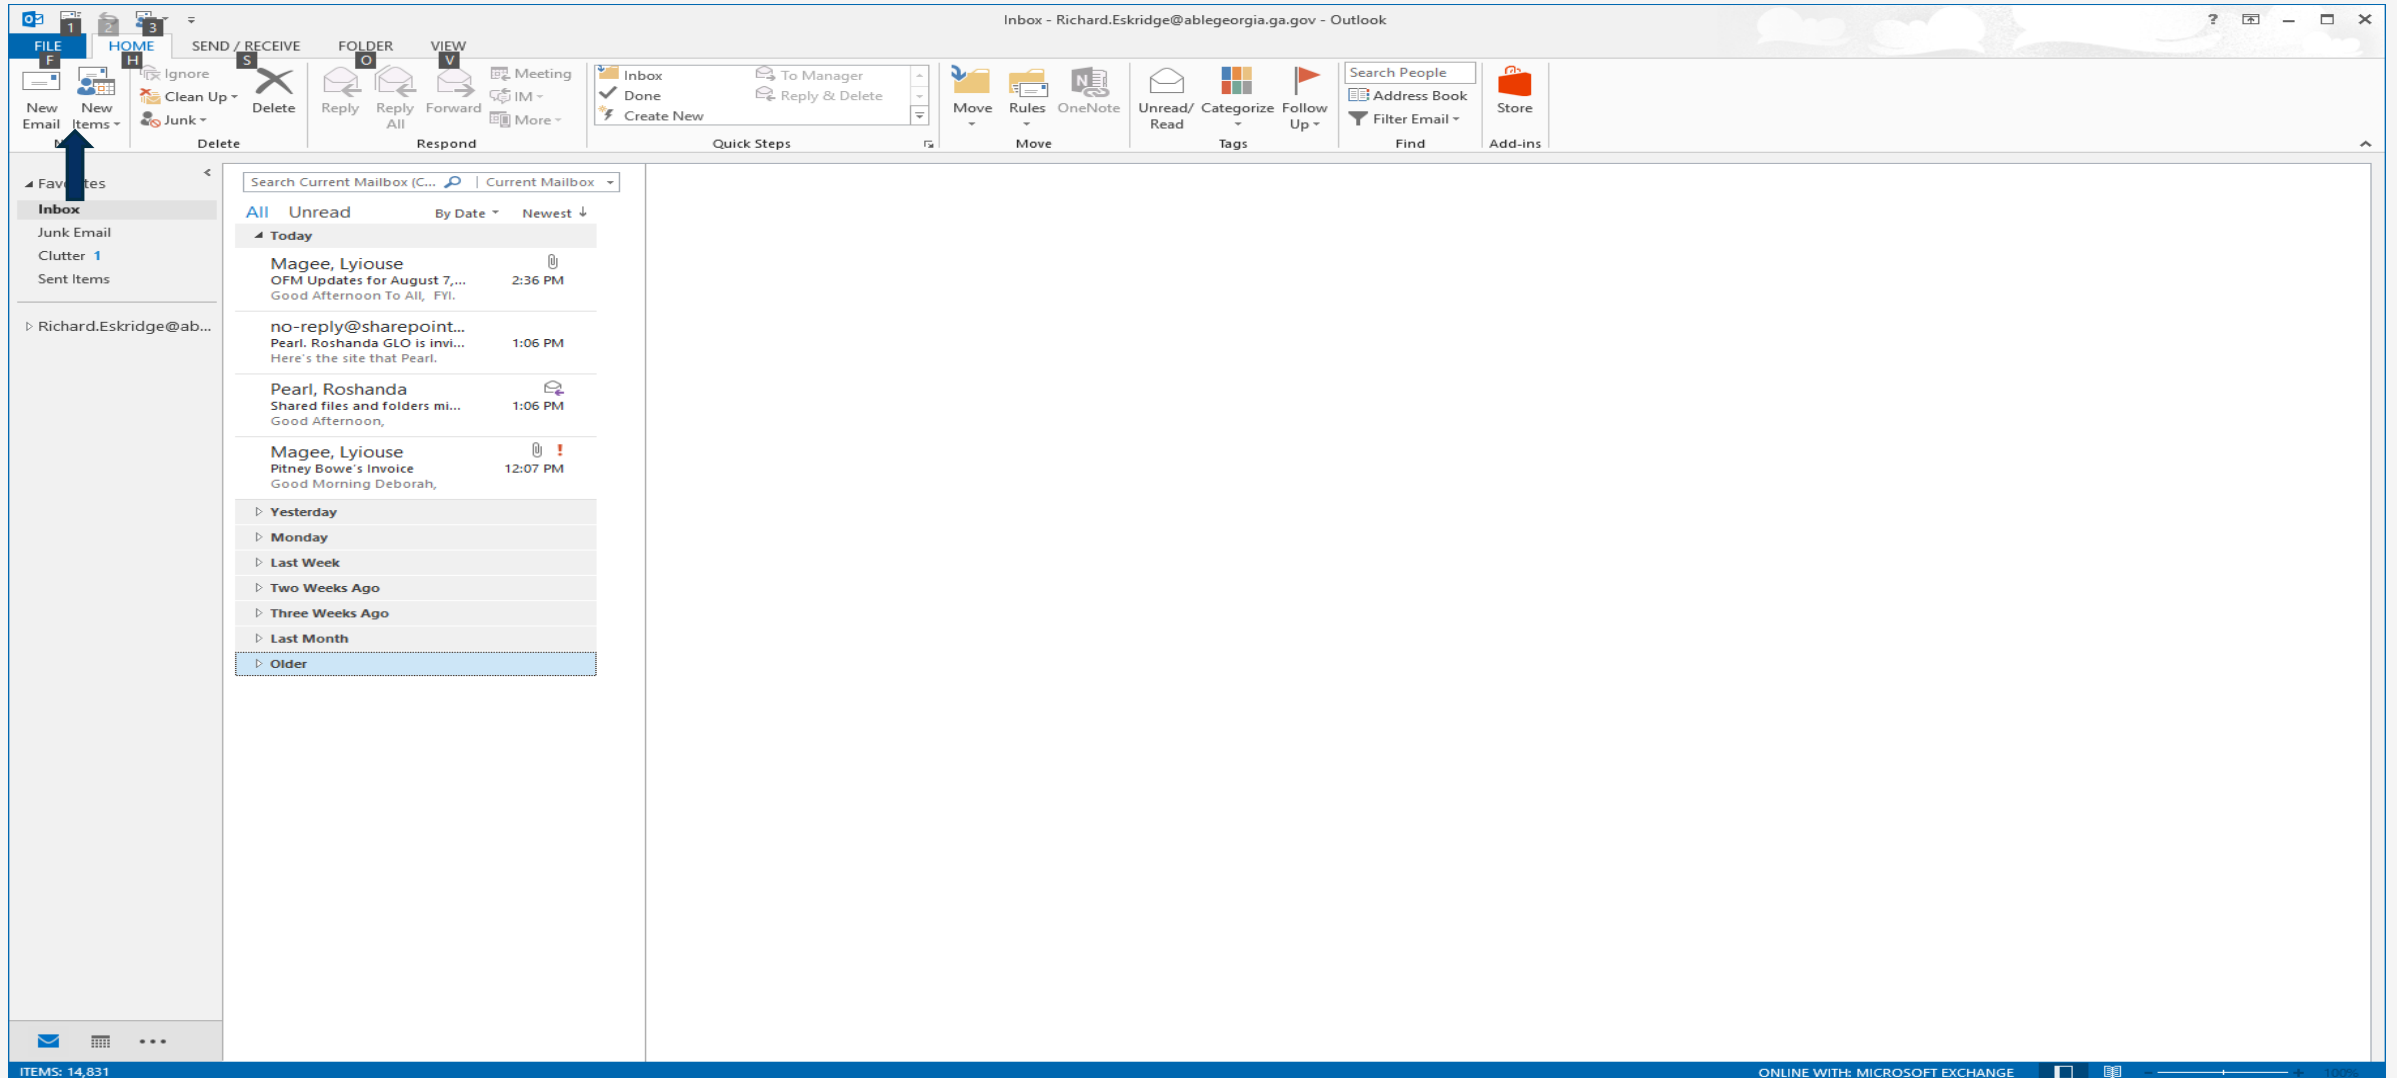 1 2 3
Inbox - Richard.Eskridge@ablegeorgia.ga.gov - Outlook
?
FILE HOME SEND / RECEIVE FOLDER VIEW
F H S O V
New Email
New Items
Ignore
Clean Up
Junk
Delete
Delete
Reply
Reply All
Forward
Meeting
IM
More
Respond
Inbox
Done
Create New
To Manager
Reply & Delete
Quick Steps
Move
Rules
OneNote
Move
Unread/ Read
Categorize
Follow Up
Tags
Search People
Address Book
Filter Email
Find
Store
Add-ins
Inbox
Junk Email
Clutter 1
Sent Items
Richard.Eskridge@ab...
Search Current Mailbox (C... Current Mailbox
All Unread By Date Newest
Today
Magee, Lyiouse
OFM Updates for August 7,... 2:36 PM
Good Afternoon To All, FYI.
no-reply@sharepoint...
Pearl. Roshanda GLO is invi... 1:06 PM
Here's the site that Pearl.
Pearl, Roshanda
Shared files and folders mi... 1:06 PM
Good Afternoon,
Magee, Lyiouse
Pitney Bowe's Invoice 12:07 PM
Good Morning Deborah,
Yesterday
Monday
Last Week
Two Weeks Ago
Three Weeks Ago
Last Month
Older
ITEMS: 14,831
ONLINE WITH: MICROSOFT EXCHANGE
100%